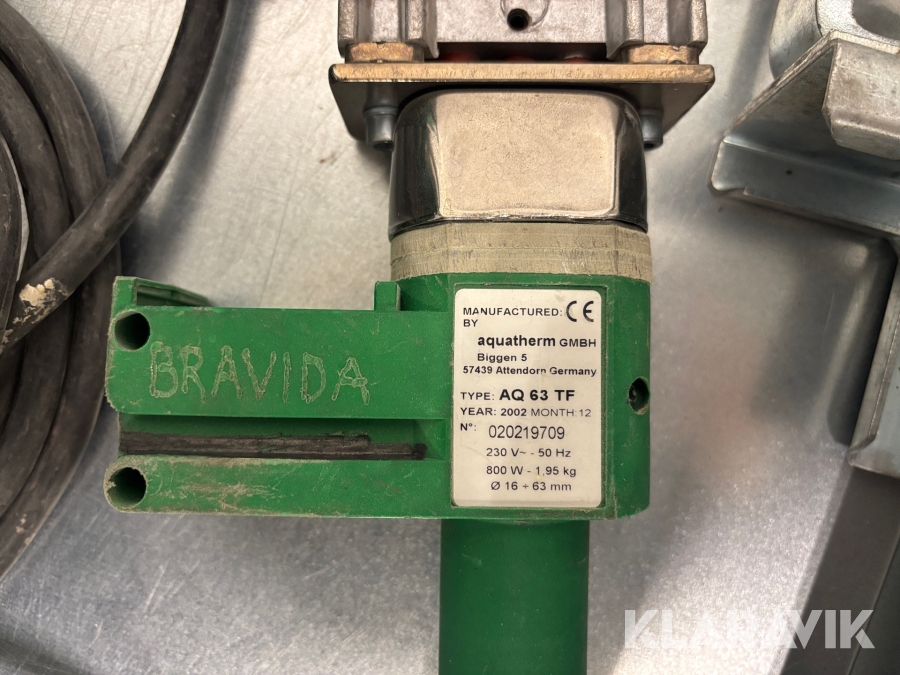 MANUFACTURED: CE
BY
aquatherm GMBH
Biggen 5
57439 Attendorn Germany
BRAVIDA
TYPE: AQ 63 TF
YEAR: 2002 MONTH: 12
N°: 020219709
230 V~ - 50 Hz
800 W - 1,95 kg
Ø 16 ÷ 63 mm
KLARAVIK